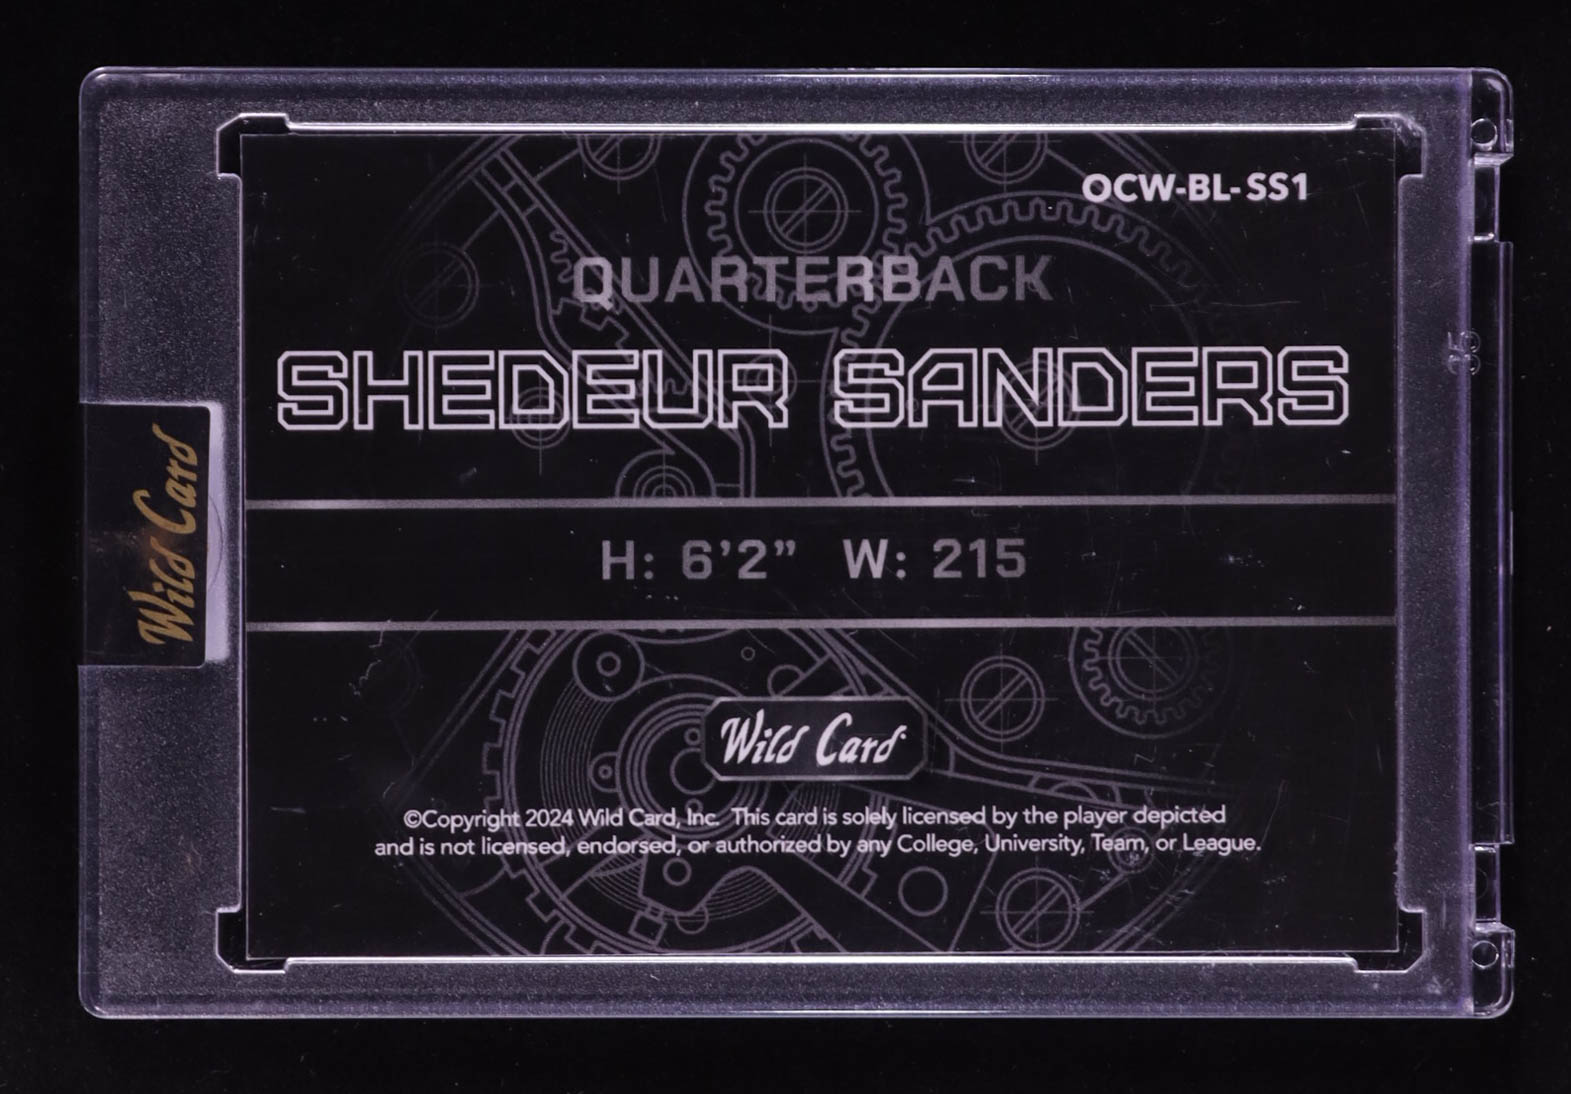 OCW-BL-SS1
QUARTERBACK
SHEDEUR SANDERS
H: 6’2” W: 215
Wild Card
Wild Card
©Copyright 2024 Wild Card, Inc. This card is solely licensed by the player depicted
and is not licensed, endorsed, or authorized by any College, University, Team, or League.